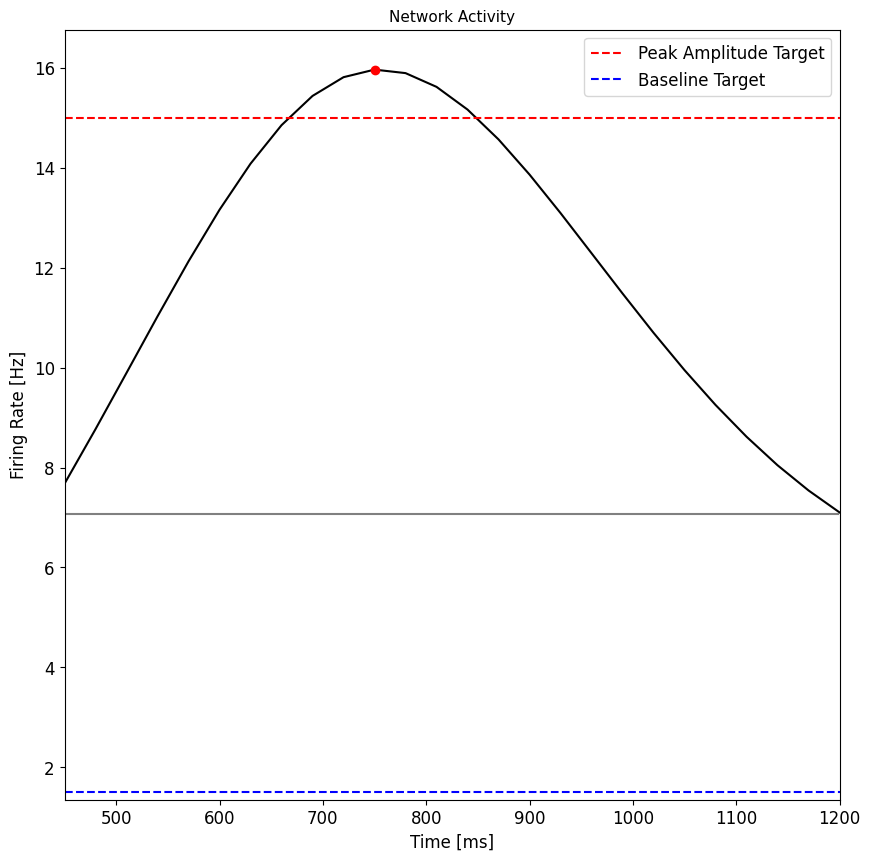 Network Activity
Peak Amplitude Target
Baseline Target
Firing Rate [Hz]
16
14
12
10
8
6
4
2
500 600 700 800 900 1000 1100 1200
Time [ms]